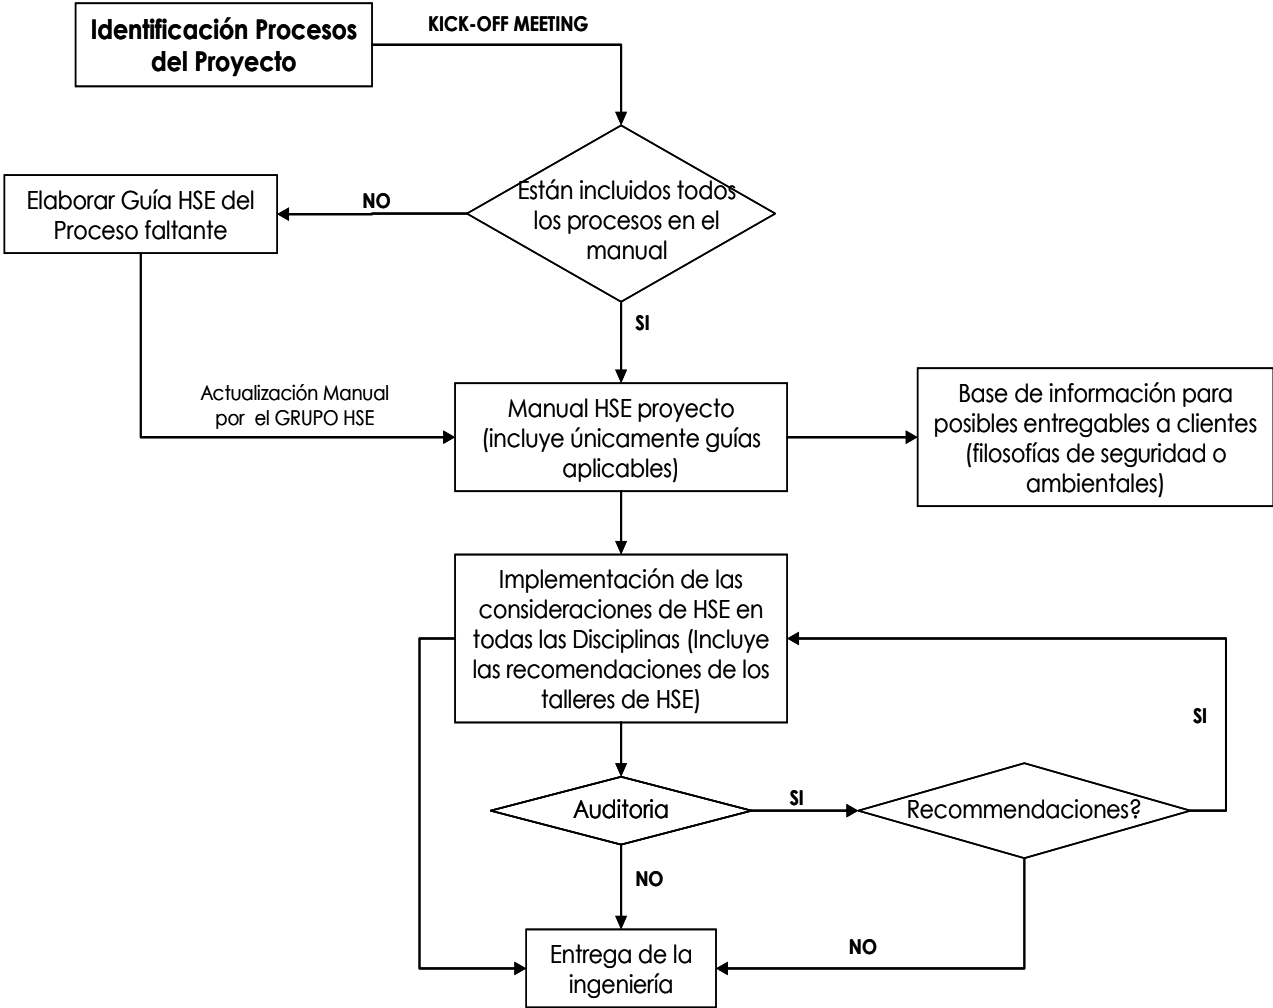 Identificación Procesos
del Proyecto
KICK-OFF MEETING
Están incluidos todos
los procesos en el
manual
NO
Elaborar Guía HSE del
Proceso faltante
SI
Actualización Manual
por el GRUPO HSE
Manual HSE proyecto
(incluye únicamente guías
aplicables)
Base de información para
posibles entregables a clientes
(filosofías de seguridad o
ambientales)
Implementación de las
consideraciones de HSE en
todas las Disciplinas (Incluye
las recomendaciones de los
talleres de HSE)
SI
Auditoria
SI
Recommendaciones?
NO
NO
Entrega de la
ingeniería